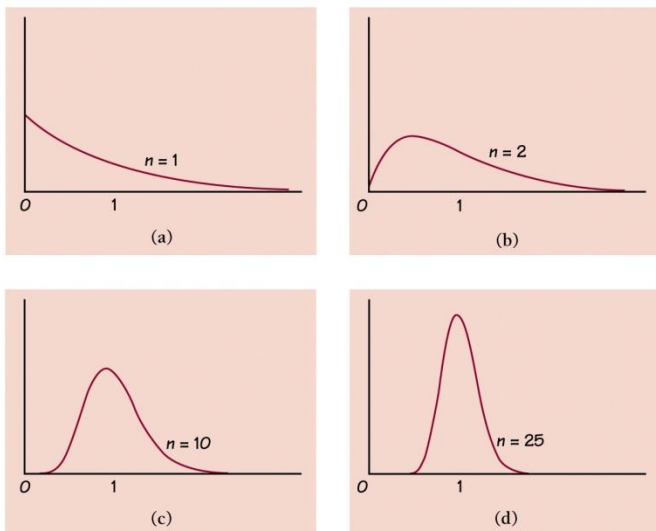 n = 1
0 1
(a)
n = 2
0 1
(b)
n = 10
0 1
(c)
n = 25
0 1
(d)